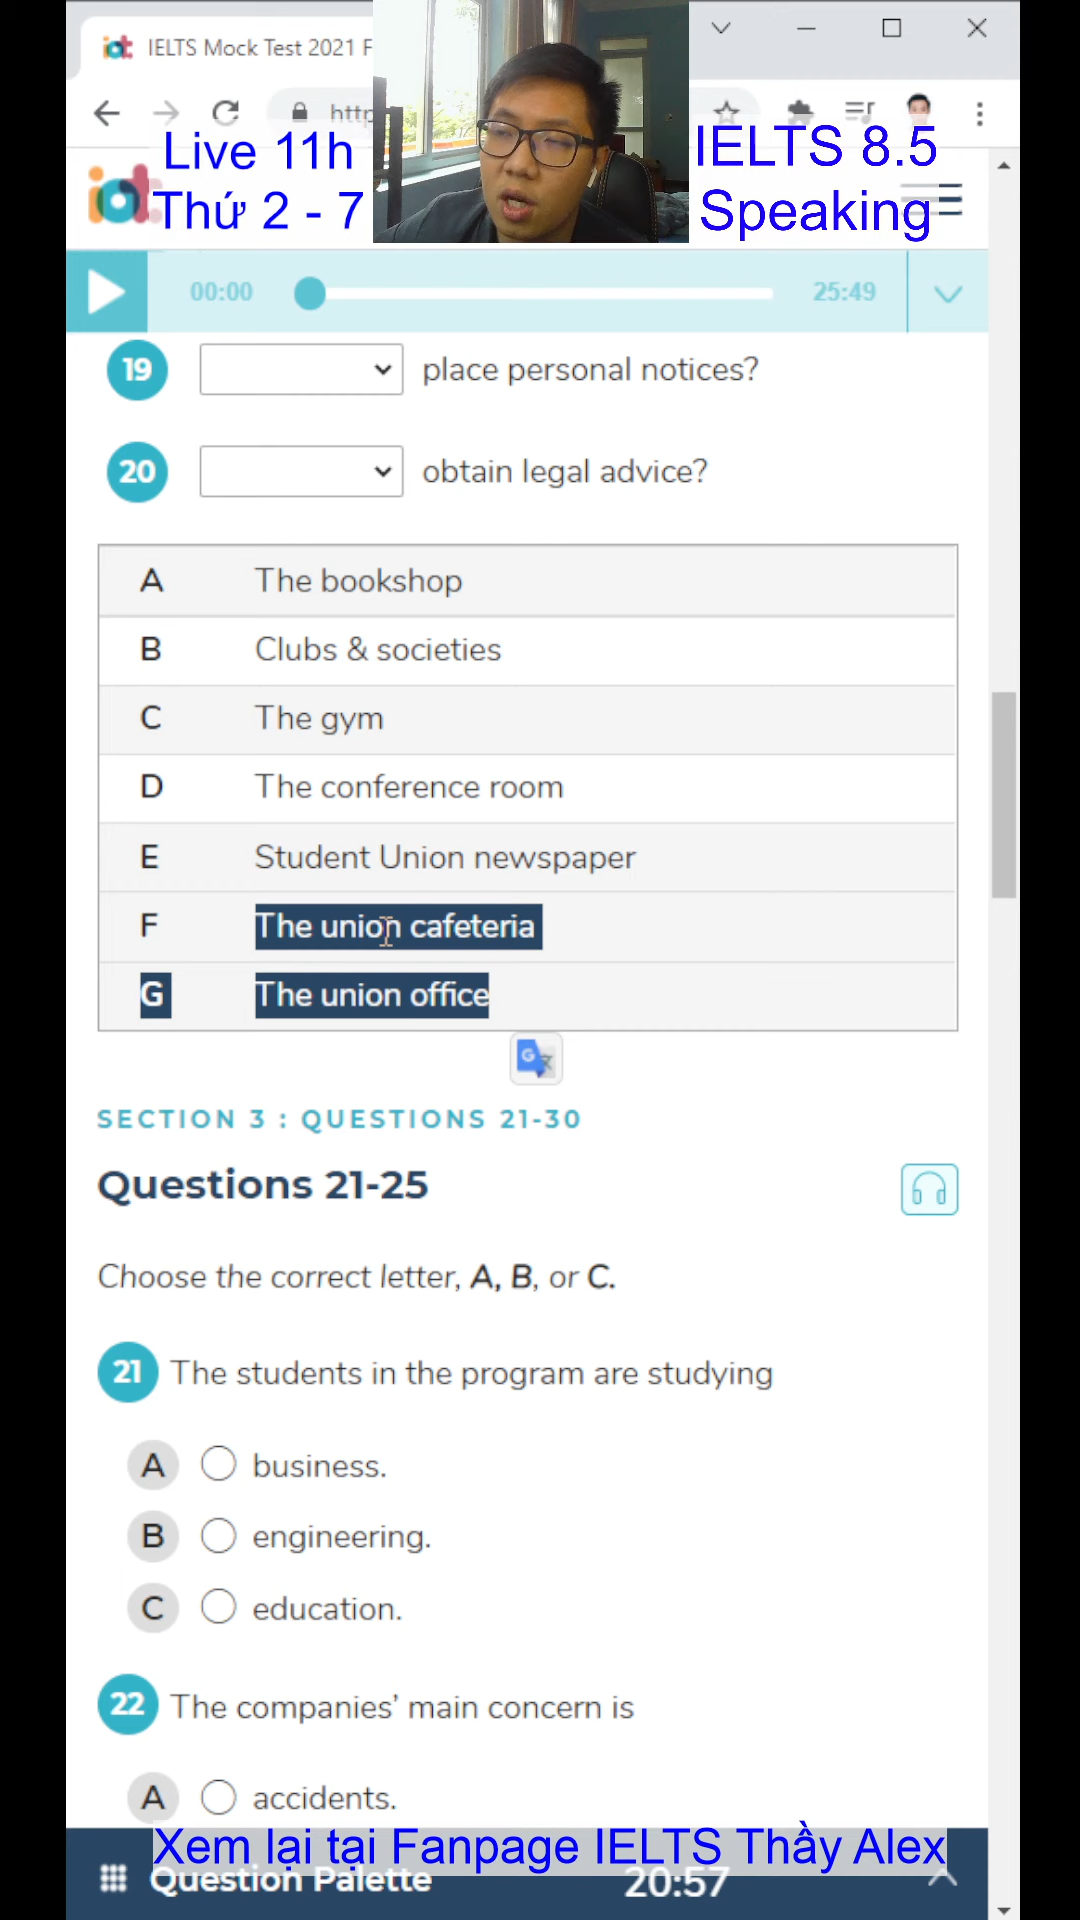 IELTS Mock Test 2021 F
http
Live 11h
Thứ 2 - 7
IELTS 8.5
Speaking
iot
00:00
25:49
19 place personal notices?
20 obtain legal advice?
A The bookshop
B Clubs & societies
C The gym
D The conference room
E Student Union newspaper
F The union cafeteria
G The union office
SECTION 3 : QUESTIONS 21-30
Questions 21-25
Choose the correct letter, A, B, or C.
21 The students in the program are studying
A business.
B engineering.
C education.
22 The companies’ main concern is
A accidents.
Xem lại tại Fanpage IELTS Thầy Alex
Question Palette 20:57